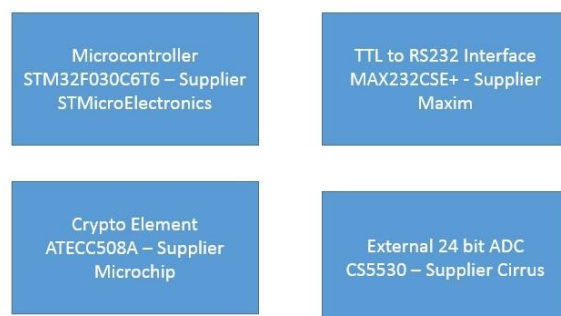 Microcontroller
STM32F030C6T6 – Supplier
STMicroElectronics
TTL to RS232 Interface
MAX232CSE+ - Supplier
Maxim
Crypto Element
ATECC508A – Supplier
Microchip
External 24 bit ADC
CS5530 – Supplier Cirrus